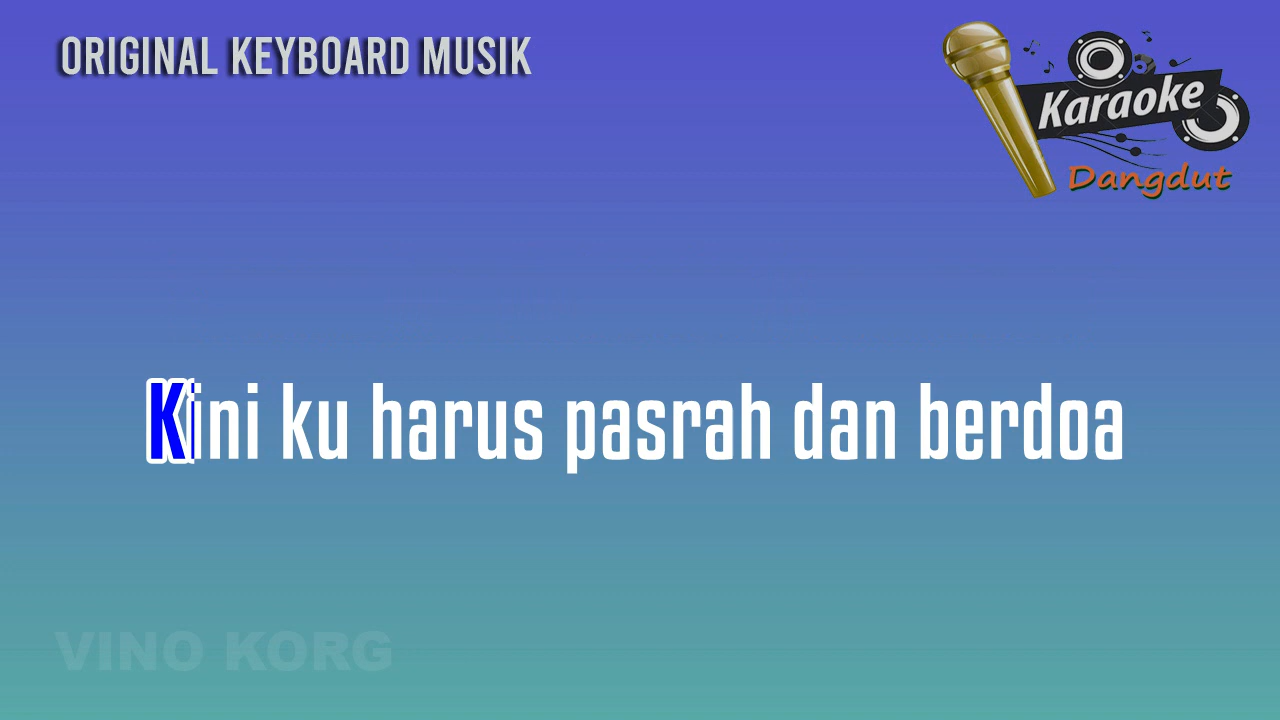 ORIGINAL KEYBOARD MUSIK
Karaoke
Dangdut
Kini ku harus pasrah dan berdoa
VINO KORG